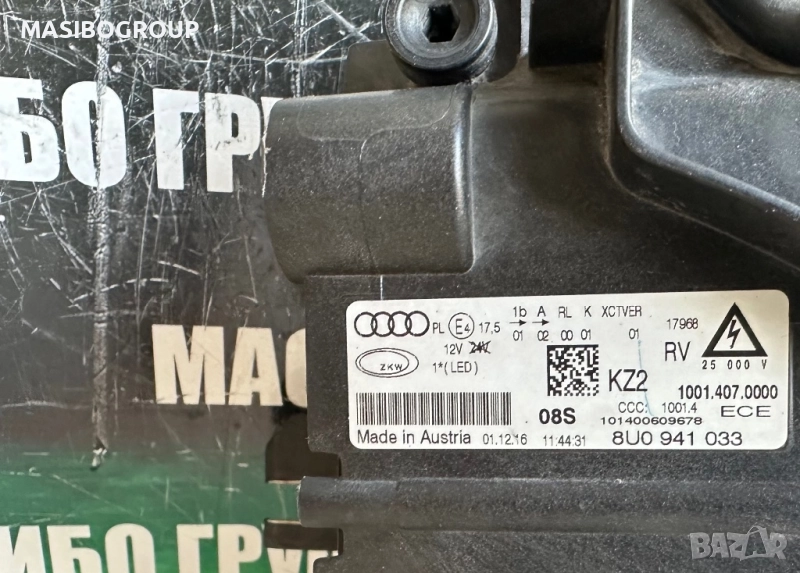 MASIBOGROUP
БО ГРУ
МАС
ИБО ГРУ
PL E4 17,5 1b A RL K XCTVER
01 02 00 01 01
17968
12V 24V
ZKW
1*(LED)
RV
25 000 V
KZ2
1001.407.0000
08S
CCC: 1001.4 ECE
101400609678
Made in Austria 01.12.16 11:44:31 8U0 941 033
BAZAR